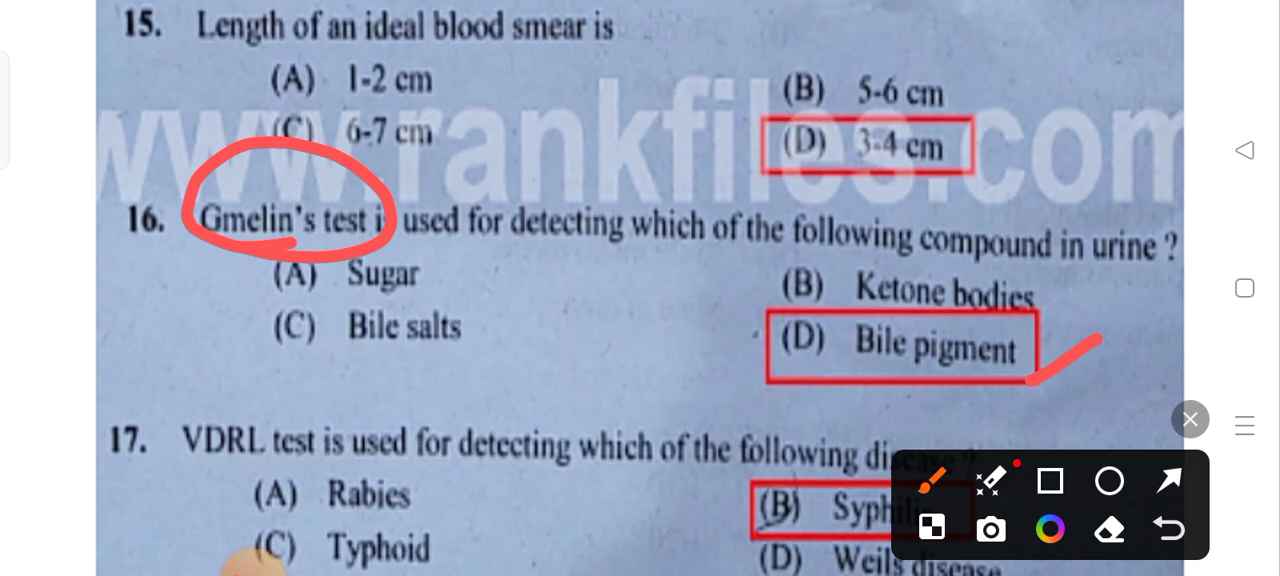 15. Length of an ideal blood smear is
(A) 1-2 cm
(B) 5-6 cm
(C) 6-7 cm
(D) 3-4 cm
www.rankfiles.com
16. Gmelin's test is used for detecting which of the following compound in urine ?
(A) Sugar
(B) Ketone bodies
(C) Bile salts
(D) Bile pigment
17. VDRL test is used for detecting which of the following
(A) Rabies
(B)
(C) Typhoid
(D) Weils disease